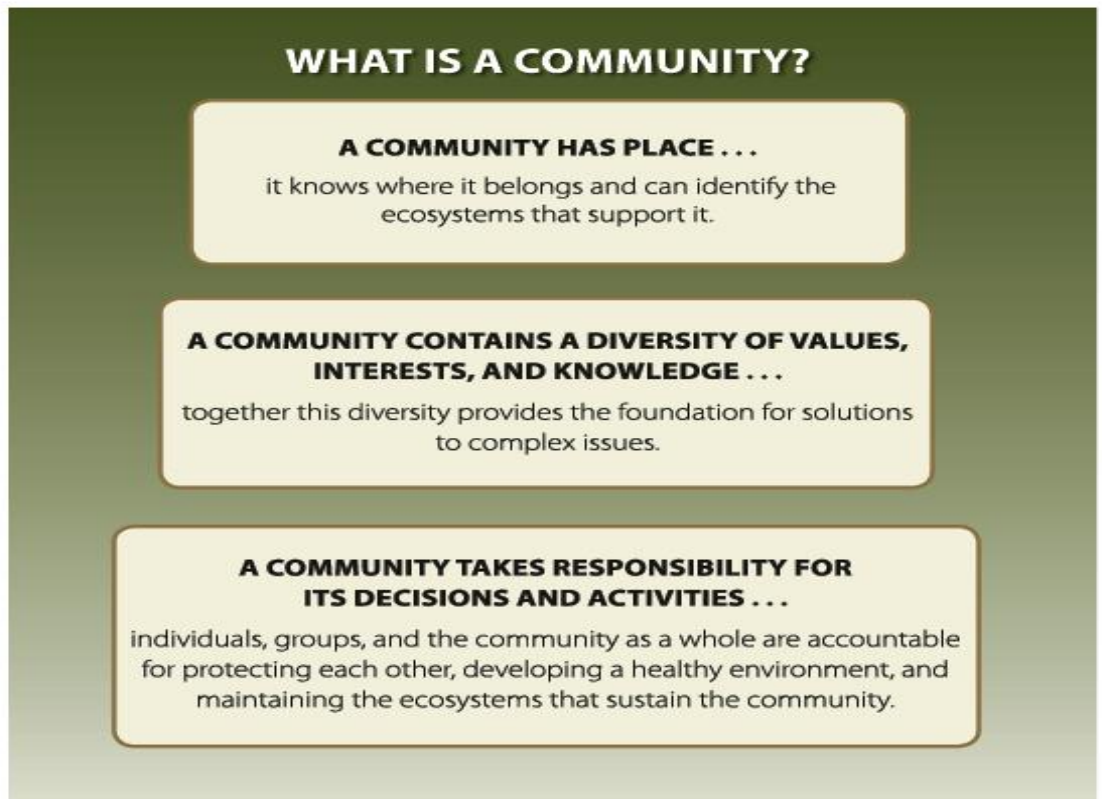 WHAT IS A COMMUNITY?
A COMMUNITY HAS PLACE . . .
it knows where it belongs and can identify the
ecosystems that support it.
A COMMUNITY CONTAINS A DIVERSITY OF VALUES,
INTERESTS, AND KNOWLEDGE . . .
together this diversity provides the foundation for solutions
to complex issues.
A COMMUNITY TAKES RESPONSIBILITY FOR
ITS DECISIONS AND ACTIVITIES . . .
individuals, groups, and the community as a whole are accountable
for protecting each other, developing a healthy environment, and
maintaining the ecosystems that sustain the community.